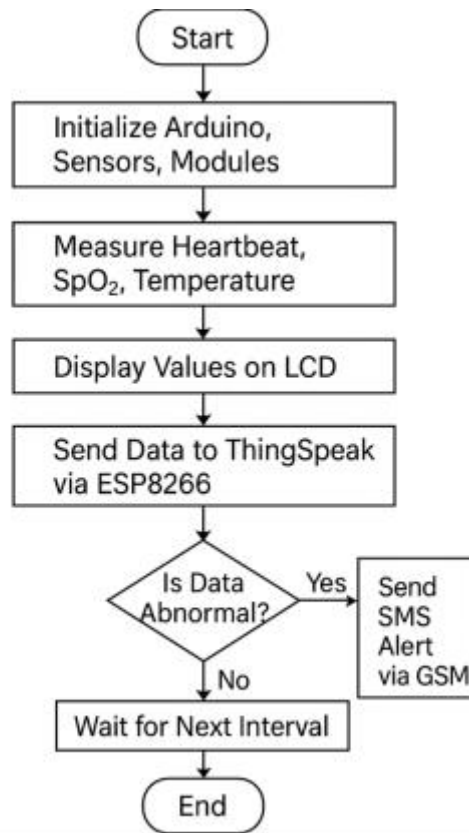 Start
Initialize Arduino,
Sensors, Modules
Measure Heartbeat,
SpO₂, Temperature
Display Values on LCD
Send Data to ThingSpeak
via ESP8266
Is Data
Abnormal?
Yes
Send
SMS
Alert
via GSM
No
Wait for Next Interval
End